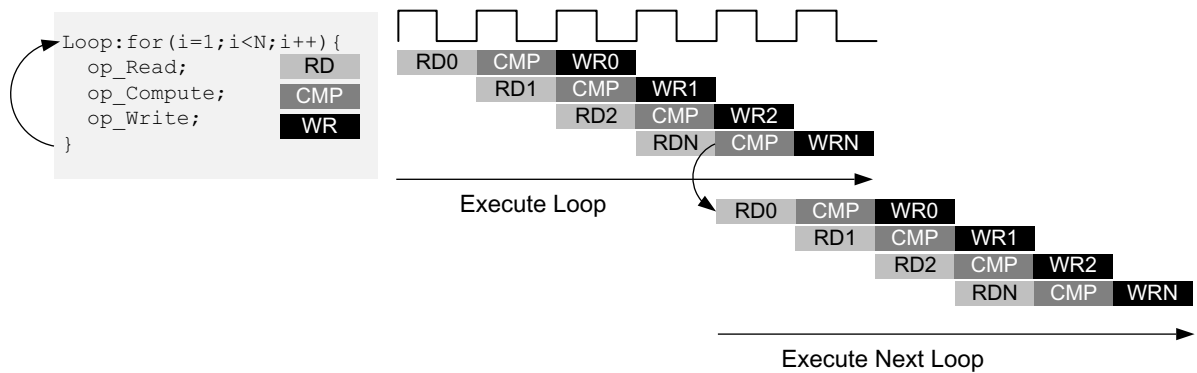 Loop:for(i=1;i<N;i++){
op_Read; RD
op_Compute; CMP
op_Write; WR
}
RD0 CMP WR0
RD1 CMP WR1
RD2 CMP WR2
RDN CMP WRN
Execute Loop
RD0 CMP WR0
RD1 CMP WR1
RD2 CMP WR2
RDN CMP WRN
Execute Next Loop